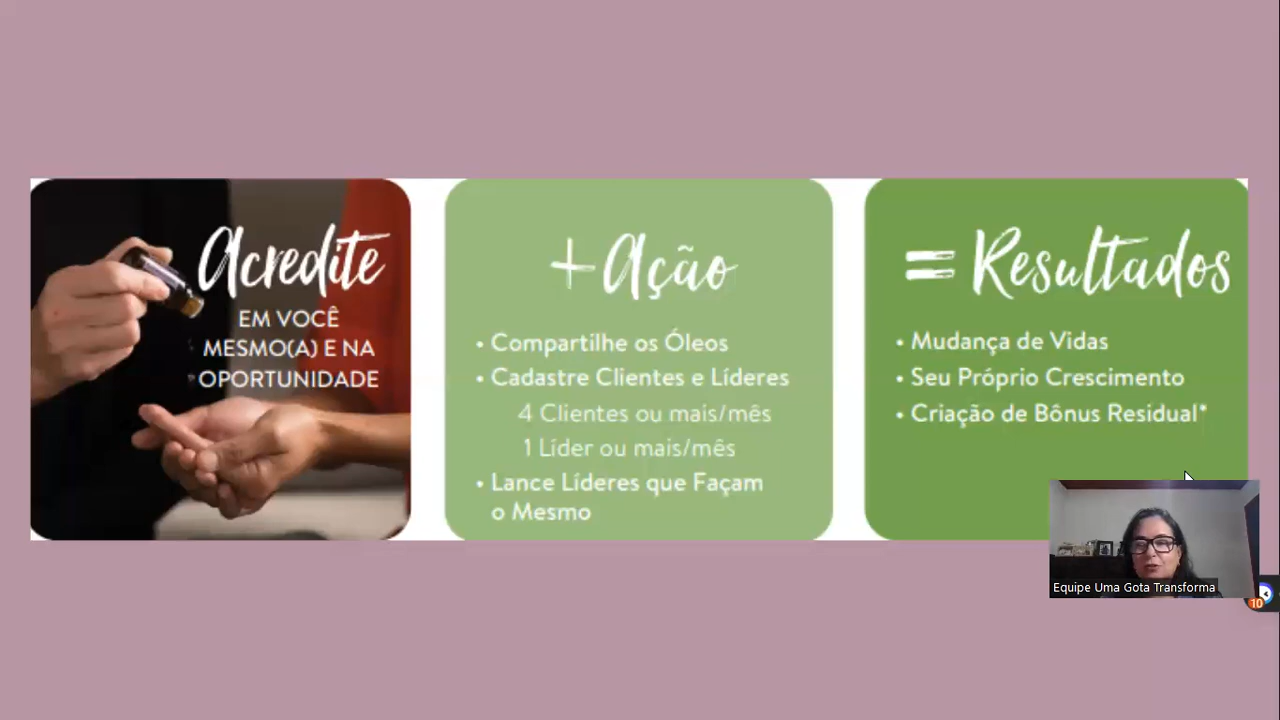 Acredite
EM VOCÊ
MESMO(A) E NA
OPORTUNIDADE
+Ação
• Compartilhe os Óleos
• Cadastre Clientes e Líderes
4 Clientes ou mais/mês
1 Líder ou mais/mês
• Lance Líderes que Façam
o Mesmo
= Resultados
• Mudança de Vidas
• Seu Próprio Crescimento
• Criação de Bônus Residual*
Equipe Uma Gota Transforma
10